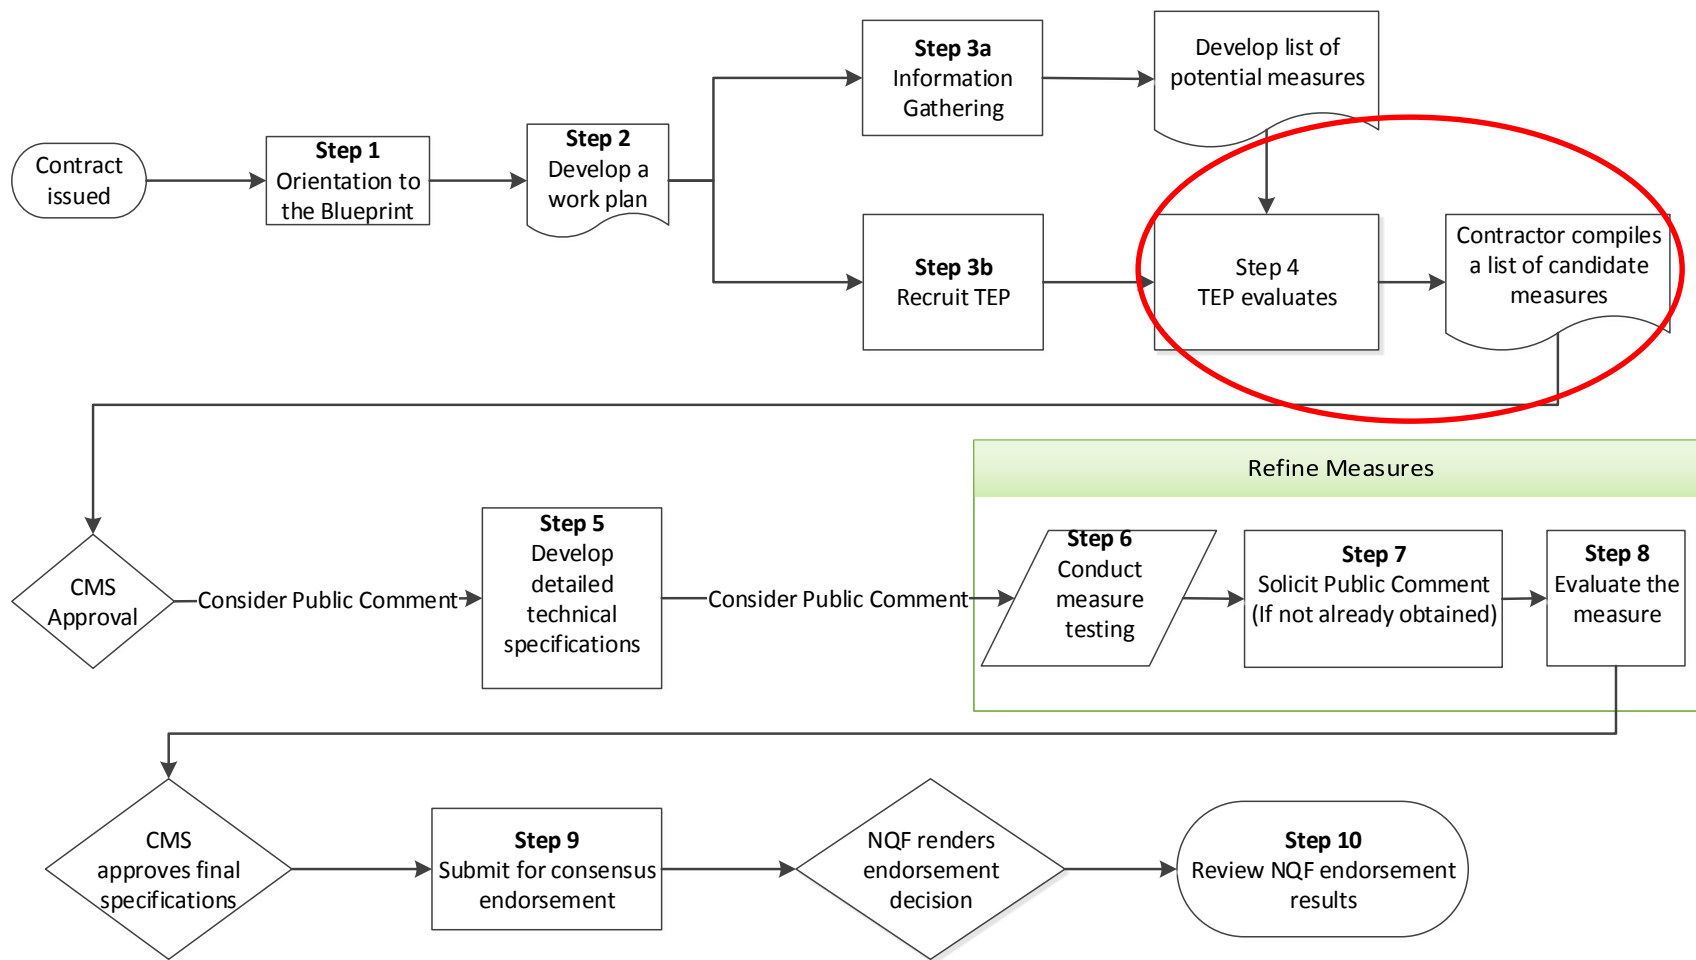 Contract
issued
Step 1
Orientation to
the Blueprint
Step 2
Develop a
work plan
Step 3a
Information
Gathering
Develop list of
potential measures
Step 3b
Recruit TEP
Step 4
TEP evaluates
Contractor compiles
a list of candidate
measures
CMS
Approval
Consider Public Comment
Step 5
Develop
detailed
technical
specifications
Consider Public Comment
Refine Measures
Step 6
Conduct
measure
testing
Step 7
Solicit Public Comment
(If not already obtained)
Step 8
Evaluate the
measure
CMS
approves final
specifications
Step 9
Submit for consensus
endorsement
NQF renders
endorsement
decision
Step 10
Review NQF endorsement
results